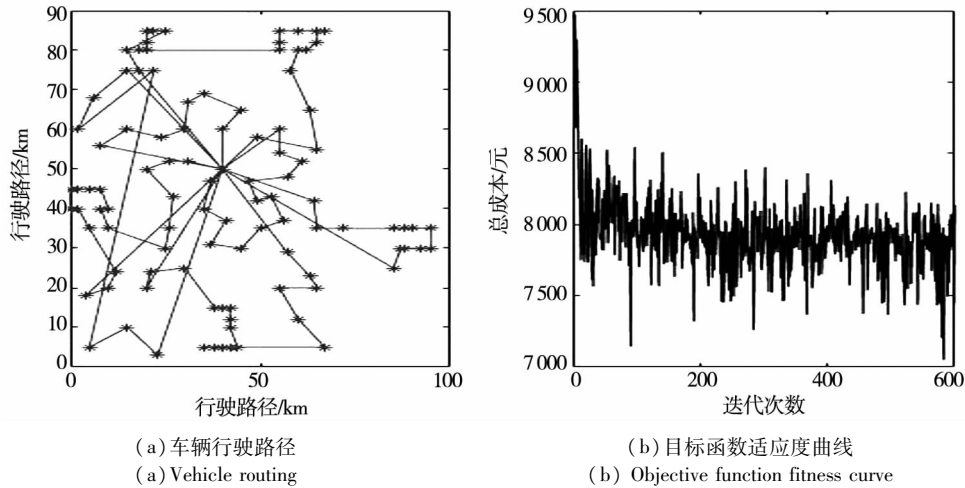 90
80
70
60
50
40
30
20
10
0
行驶路径/km
0
50
100
行驶路径/km
(a)车辆行驶路径
(a) Vehicle routing
9 500
9 000
8 500
8 000
7 500
7 000
总成本/元
0
200
400
600
迭代次数
(b)目标函数适应度曲线
(b) Objective function fitness curve